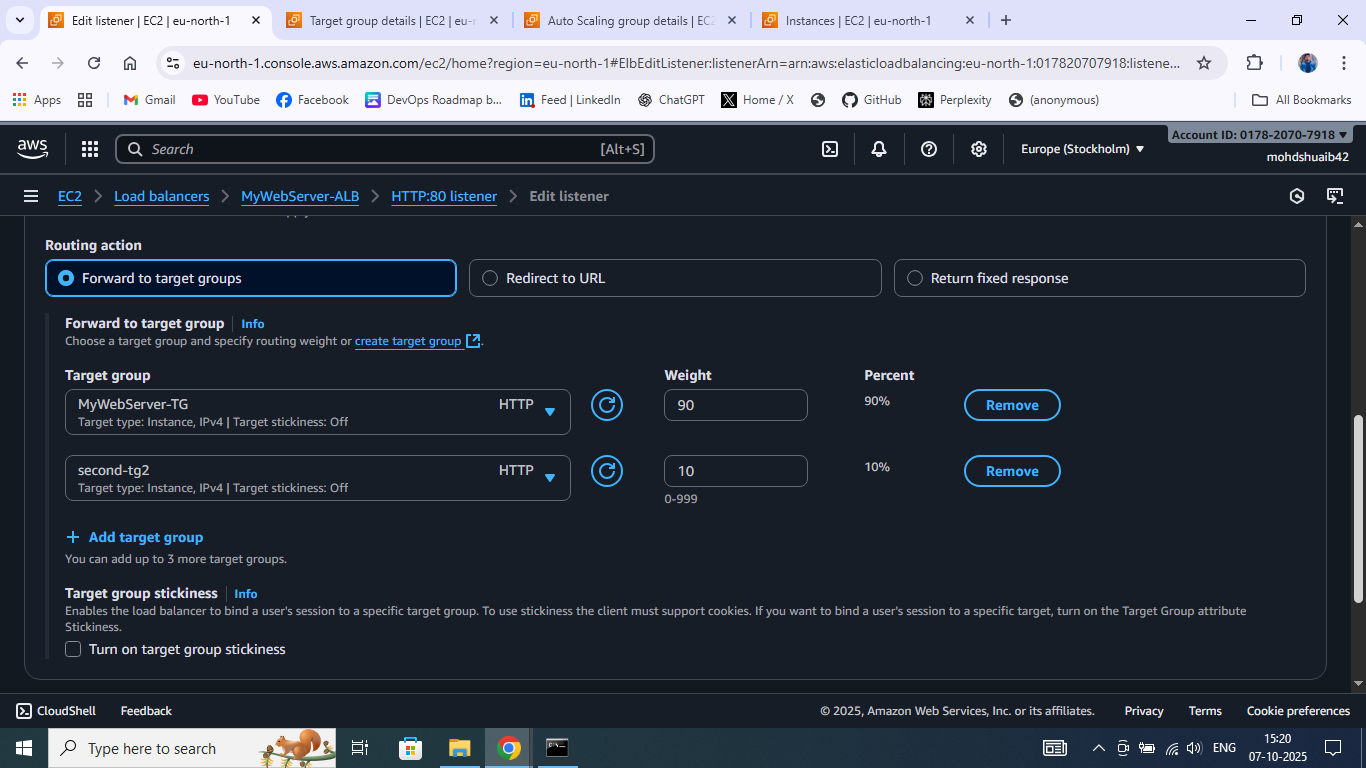 Edit listener | EC2 | eu-north-1
Target group details | EC2 | eu-n
Auto Scaling group details | EC2
Instances | EC2 | eu-north-1
eu-north-1.console.aws.amazon.com/ec2/home?region=eu-north-1#ElbEditListener:listenerArn=arn:aws:elasticloadbalancing:eu-north-1:017820707918:listene...
Apps
Gmail
YouTube
Facebook
DevOps Roadmap b...
Feed | LinkedIn
ChatGPT
Home / X
GitHub
Perplexity
(anonymous)
All Bookmarks
aws
Search
[Alt+S]
Europe (Stockholm)
Account ID: 0178-2070-7918
mohdshuaib42
EC2
Load balancers
MyWebServer-ALB
HTTP:80 listener
Edit listener
Routing action
Forward to target groups
Redirect to URL
Return fixed response
Forward to target group
Info
Choose a target group and specify routing weight or create target group.
Target group
Weight
Percent
MyWebServer-TG
HTTP
Target type: Instance, IPv4 | Target stickiness: Off
90
90%
Remove
second-tg2
HTTP
Target type: Instance, IPv4 | Target stickiness: Off
10
0-999
10%
Remove
+ Add target group
You can add up to 3 more target groups.
Target group stickiness
Info
Enables the load balancer to bind a user's session to a specific target group. To use stickiness the client must support cookies. If you want to bind a user's session to a specific target, turn on the Target Group attribute
Stickiness.
Turn on target group stickiness
CloudShell
Feedback
© 2025, Amazon Web Services, Inc. or its affiliates.
Privacy
Terms
Cookie preferences
Type here to search
ENG
15:20
07-10-2025